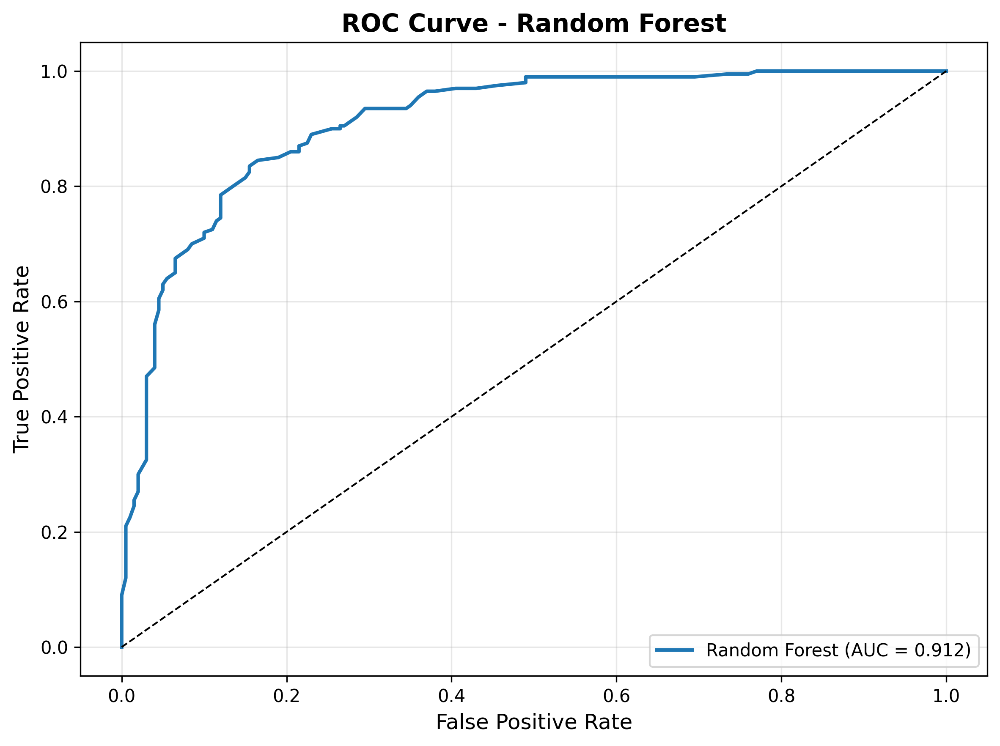 ROC Curve - Random Forest
1.0
0.8
0.6
0.4
0.2
0.0
True Positive Rate
Random Forest (AUC = 0.912)
0.0 0.2 0.4 0.6 0.8 1.0
False Positive Rate